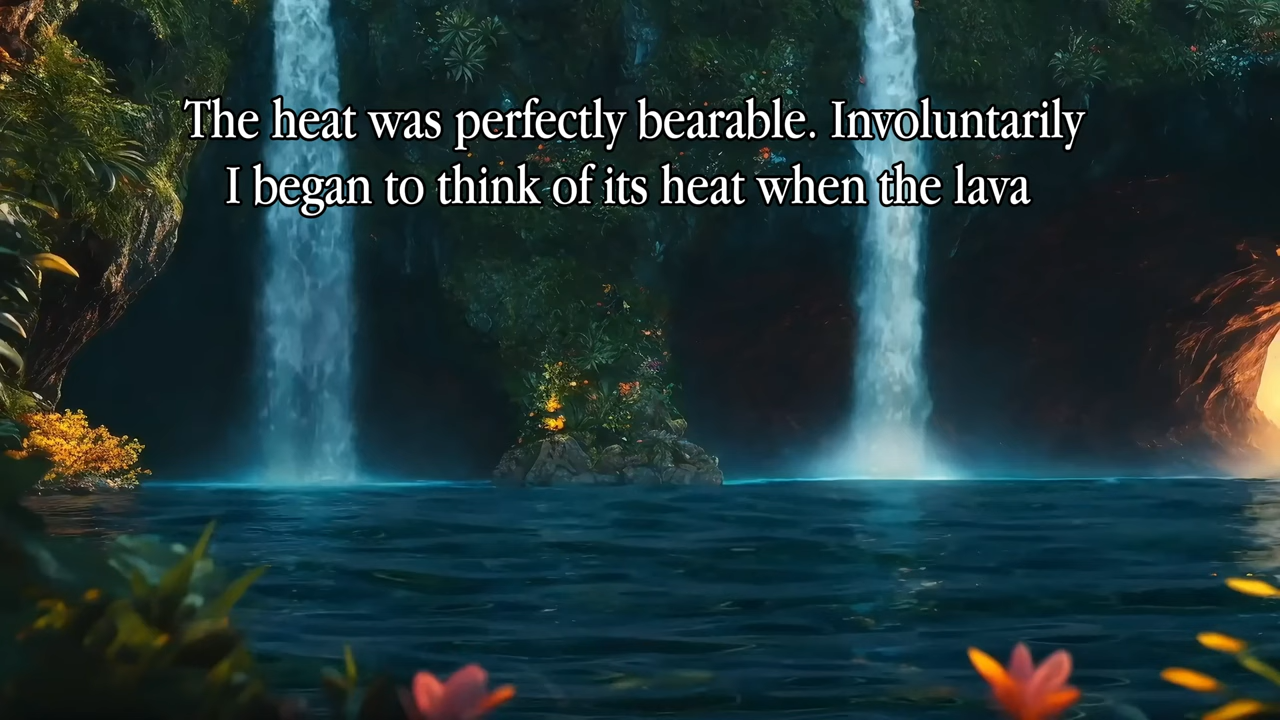 The heat was perfectly bearable. Involuntarily
I began to think of its heat when the lava